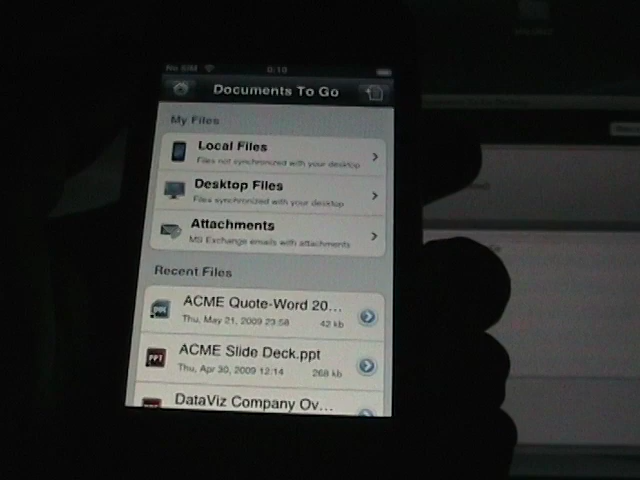 No SIM 0:10
Documents To Go
My Files
Local Files
Files not synchronized with your desktop
Desktop Files
Files synchronized with your desktop
Attachments
MS Exchange emails with attachments
Recent Files
ACME Quote-Word 20...
Thu, May 21, 2009 23:58 42 kb
ACME Slide Deck.ppt
PPT
Thu, Apr 30, 2009 12:14 268 kb
DataViz Company Ov...